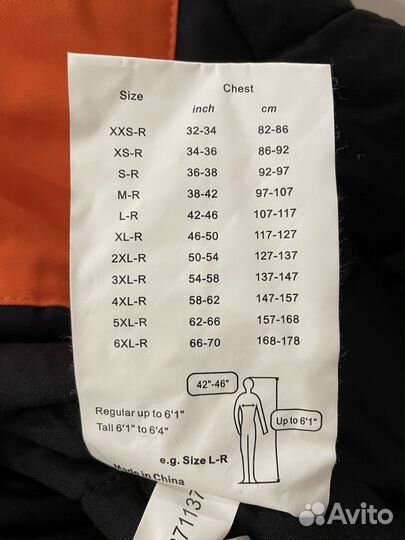 Size Chest
inch cm
XXS-R 32-34 82-86
XS-R 34-36 86-92
S-R 36-38 92-97
M-R 38-42 97-107
L-R 42-46 107-117
XL-R 46-50 117-127
2XL-R 50-54 127-137
3XL-R 54-58 137-147
4XL-R 58-62 147-157
5XL-R 62-66 157-168
6XL-R 66-70 168-178
42"-46"
Regular up to 6'1"
Tall 6'1" to 6'4"
Up to 6'1"
e.g. Size L-R
Made in China
71137
Avito